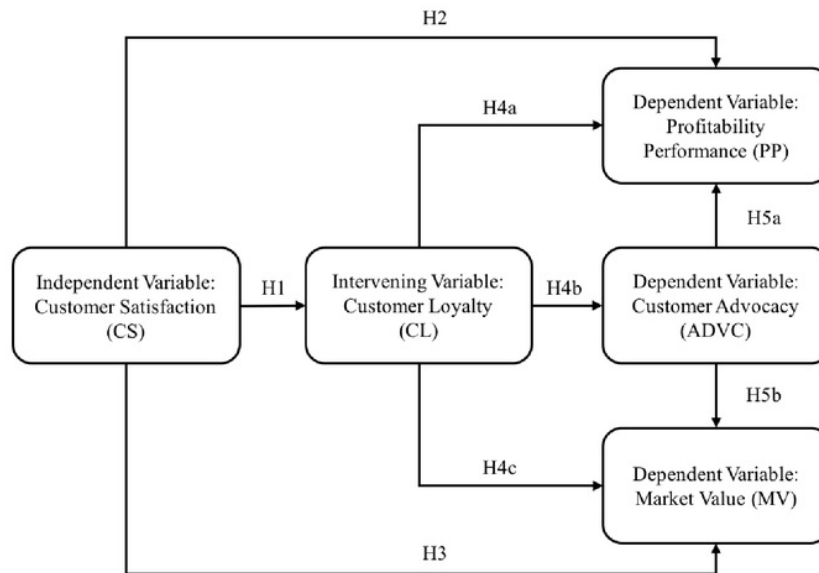 H2
H4a
Dependent Variable:
Profitability
Performance (PP)
H5a
Independent Variable:
Customer Satisfaction
(CS)
H1
Intervening Variable:
Customer Loyalty
(CL)
H4b
Dependent Variable:
Customer Advocacy
(ADVC)
H5b
H4c
Dependent Variable:
Market Value (MV)
H3